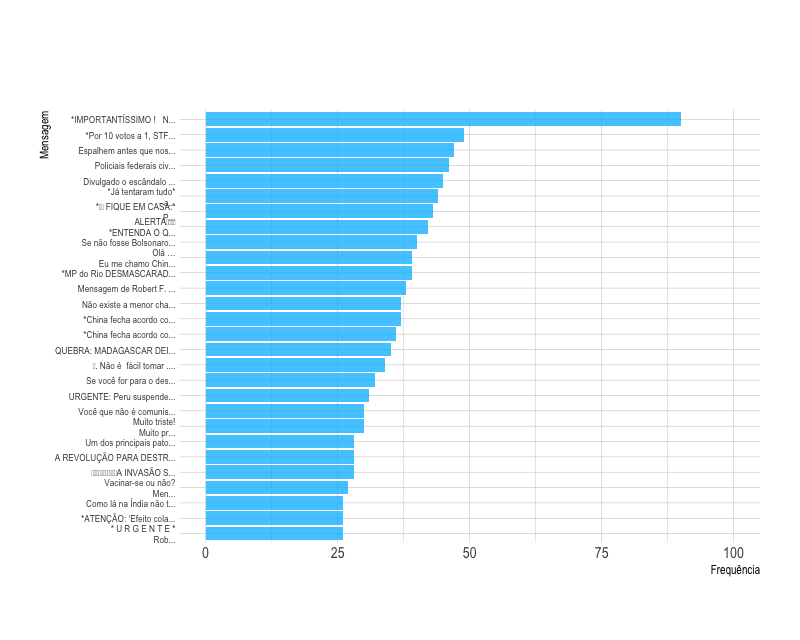 Mensagem
*IMPORTANTÍSSIMO ! N...
*Por 10 votos a 1, STF...
Espalhem antes que nos...
Policiais federais civ...
Divulgado o escândalo ...
*Já tentaram tudo*
*FIQUE EM CASA:*
ALERTA
*ENTENDA O Q...
Se não fosse Bolsonaro...
Olá ...
Eu me chamo Chin...
*MP do Rio DESMASCARAD...
Mensagem de Robert F. ...
Não existe a menor cha...
*China fecha acordo co...
*China fecha acordo co...
QUEBRA: MADAGASCAR DEI...
. Não é fácil tomar ....
Se você for para o des...
URGENTE: Peru suspende...
Você que não é comunis...
Muito triste!
Muito pr...
Um dos principais pato...
A REVOLUÇÃO PARA DESTR...
A INVASÃO S...
Vacinar-se ou não?
Men...
Como lá na Índia não t...
*ATENÇÃO: 'Efeito cola...
* U R G E N T E *
Rob...
0 25 50 75 100
Frequência